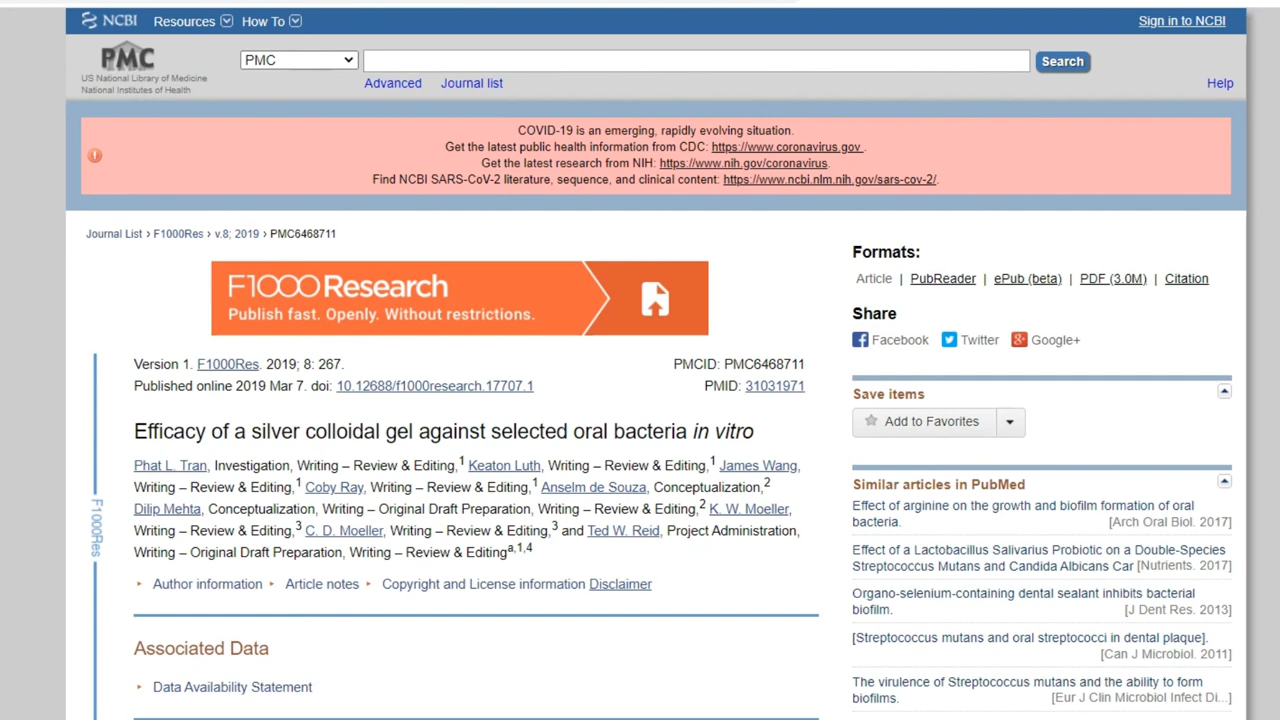 NCBI Resources How To Sign in to NCBI
PMC
US National Library of Medicine
National Institutes of Health
PMC Search
Advanced Journal list Help
COVID-19 is an emerging, rapidly evolving situation.
Get the latest public health information from CDC: https://www.coronavirus.gov .
Get the latest research from NIH: https://www.nih.gov/coronavirus.
Find NCBI SARS-CoV-2 literature, sequence, and clinical content: https://www.ncbi.nlm.nih.gov/sars-cov-2/.
Journal List › F1000Res › v.8; 2019 › PMC6468711
F1000Research
Publish fast. Openly. Without restrictions.
F1000Res
Version 1. F1000Res. 2019; 8: 267. PMCID: PMC6468711
Published online 2019 Mar 7. doi: 10.12688/f1000research.17707.1 PMID: 31031971
Efficacy of a silver colloidal gel against selected oral bacteria in vitro
Phat L. Tran, Investigation, Writing – Review & Editing,1 Keaton Luth, Writing – Review & Editing,1 James Wang,
Writing – Review & Editing,1 Coby Ray, Writing – Review & Editing,1 Anselm de Souza, Conceptualization,2
Dilip Mehta, Conceptualization, Writing – Original Draft Preparation, Writing – Review & Editing,2 K. W. Moeller,
Writing – Review & Editing,3 C. D. Moeller, Writing – Review & Editing,3 and Ted W. Reid, Project Administration,
Writing – Original Draft Preparation, Writing – Review & Editinga,1,4
Author information Article notes Copyright and License information Disclaimer
Associated Data
Data Availability Statement
Formats:
Article | PubReader | ePub (beta) | PDF (3.0M) | Citation
Share
Facebook Twitter Google+
Save items
Add to Favorites
Similar articles in PubMed
Effect of arginine on the growth and biofilm formation of oral
bacteria. [Arch Oral Biol. 2017]
Effect of a Lactobacillus Salivarius Probiotic on a Double-Species
Streptococcus Mutans and Candida Albicans Car [Nutrients. 2017]
Organo-selenium-containing dental sealant inhibits bacterial
biofilm. [J Dent Res. 2013]
[Streptococcus mutans and oral streptococci in dental plaque].
[Can J Microbiol. 2011]
The virulence of Streptococcus mutans and the ability to form
biofilms. [Eur J Clin Microbiol Infect Di...]